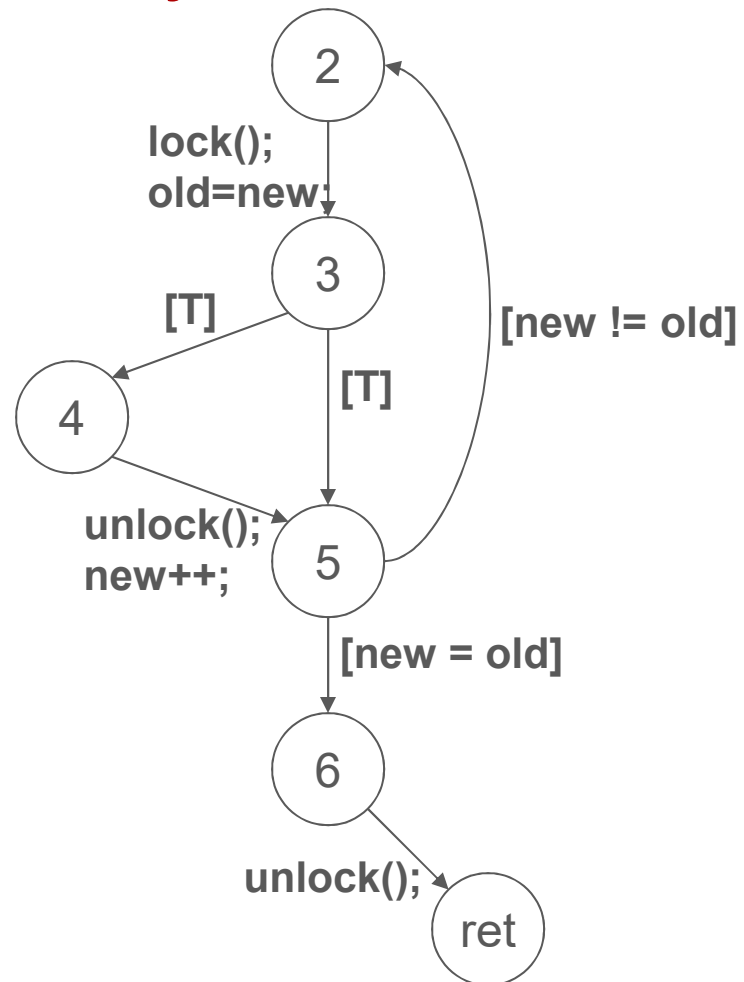 2
lock();
old=new;
3
[T]
[new != old]
[T]
4
unlock();
new++;
5
[new = old]
6
unlock();
ret